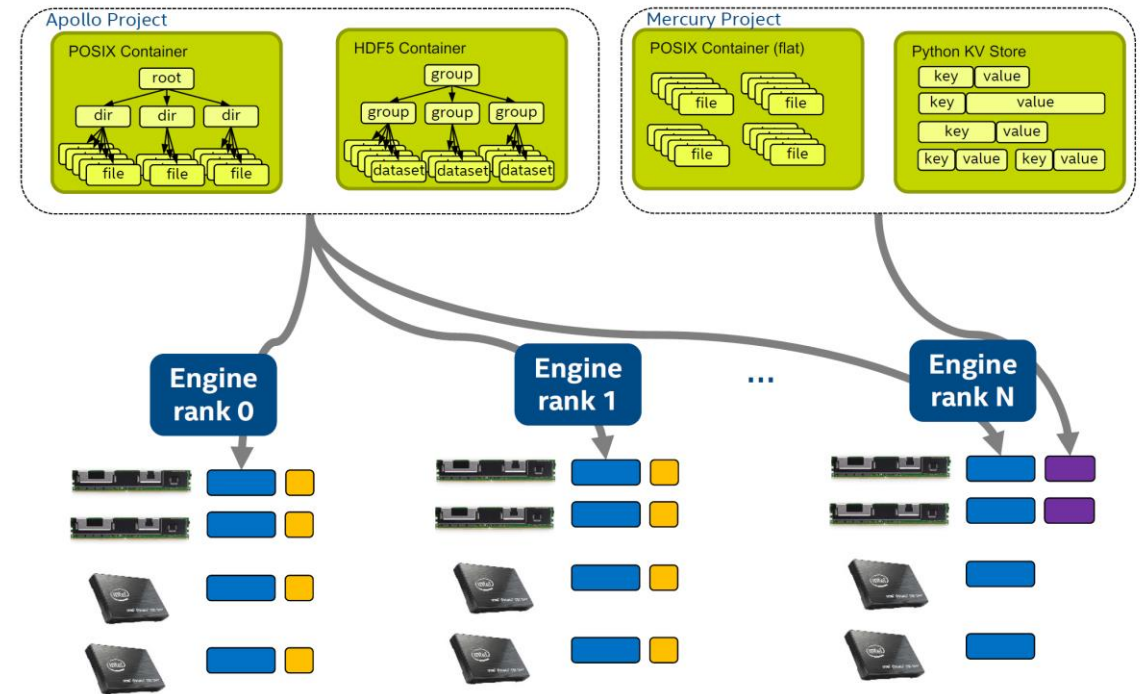 Apollo Project
POSIX Container
root
dir
dir
dir
file
file
file
HDF5 Container
group
group
group
group
dataset
dataset
dataset
Mercury Project
POSIX Container (flat)
file
file
file
file
Python KV Store
key value
key value
key value
key value key value
Engine
rank 0
Engine
rank 1
...
Engine
rank N